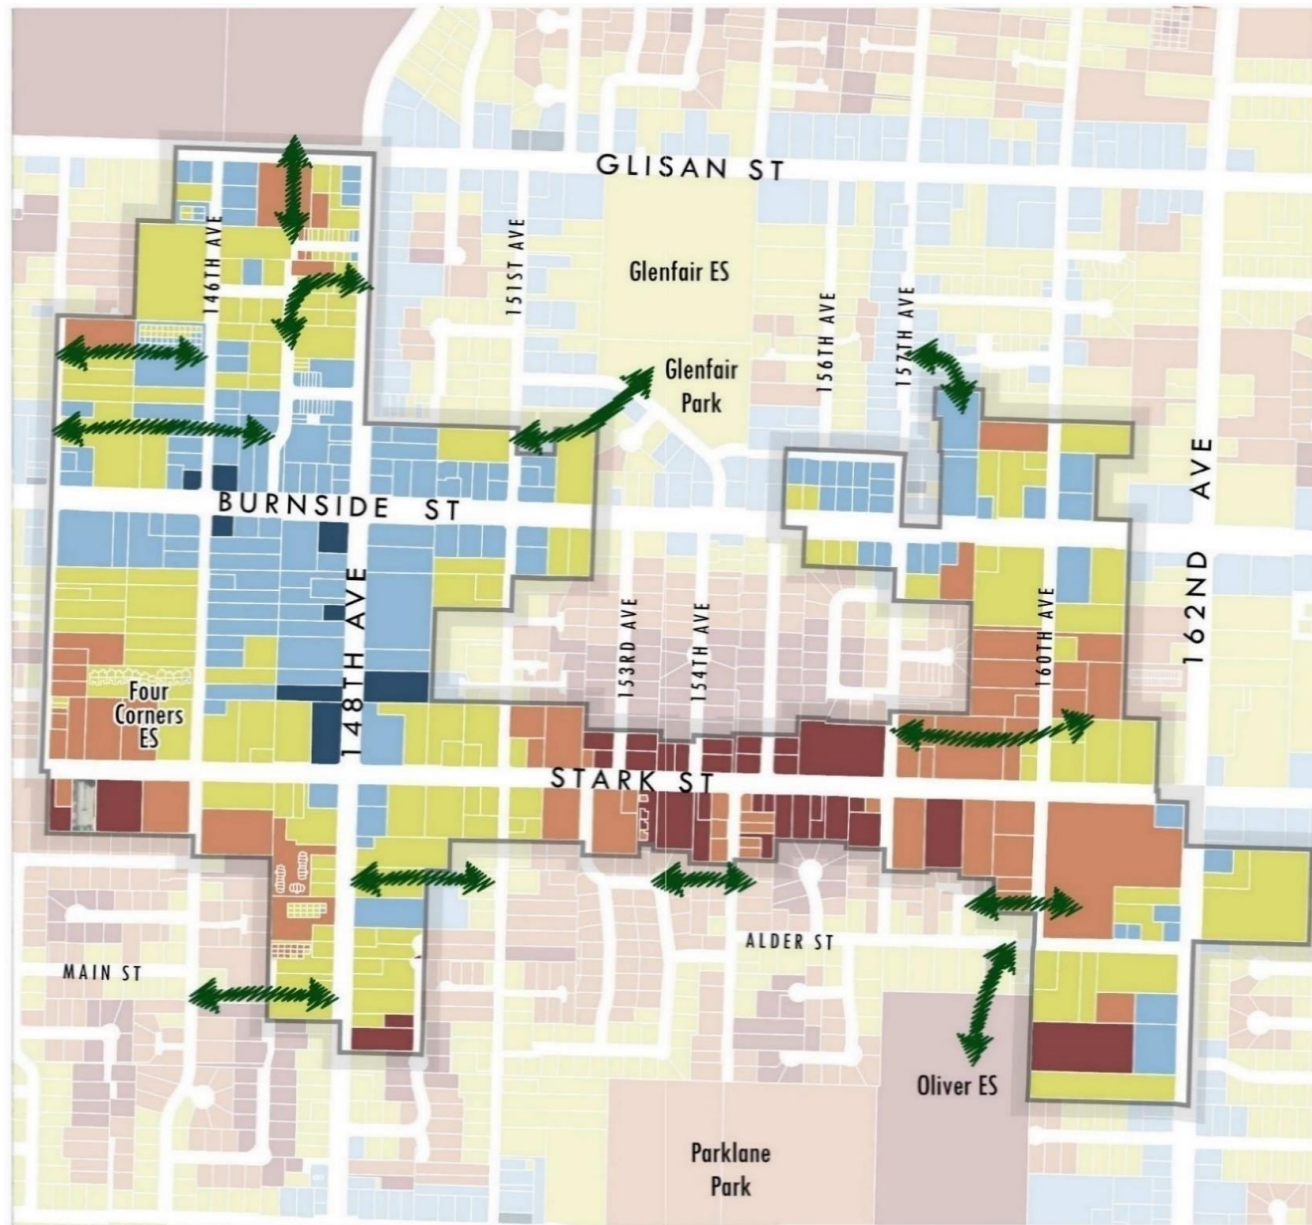 GLISAN ST
146TH AVE
151ST AVE
Glenfair ES
156TH AVE
157TH AVE
Glenfair
Park
162ND AVE
BURNSIDE ST
148TH AVE
153RD AVE
154TH AVE
160TH AVE
Four
Corners
ES
STARK ST
ALDER ST
MAIN ST
Oliver ES
Parklane
Park